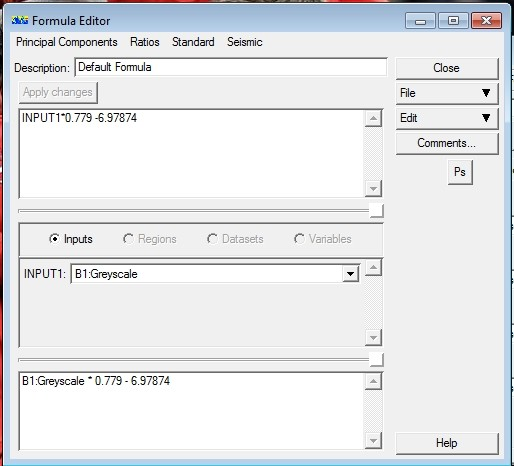 Formula Editor
Principal Components Ratios Standard Seismic
Description: Default Formula
Close
Apply changes
File
INPUT1*0.779 -6.97874
Edit
Comments...
Ps
Inputs Regions Datasets Variables
INPUT1: B1:Greyscale
B1:Greyscale * 0.779 - 6.97874
Help